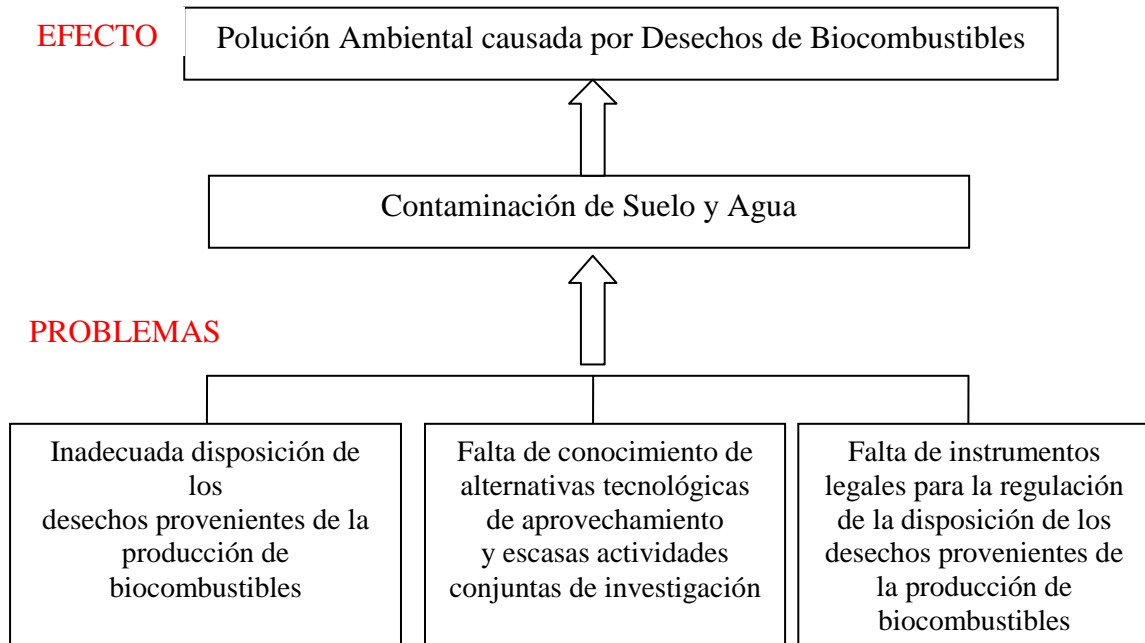 EFECTO
Polución Ambiental causada por Desechos de Biocombustibles
Contaminación de Suelo y Agua
PROBLEMAS
Inadecuada disposición de
los
desechos provenientes de la
producción de
biocombustibles
Falta de conocimiento de
alternativas tecnológicas
de aprovechamiento
y escasas actividades
conjuntas de investigación
Falta de instrumentos
legales para la regulación
de la disposición de los
desechos provenientes de
la producción de
biocombustibles